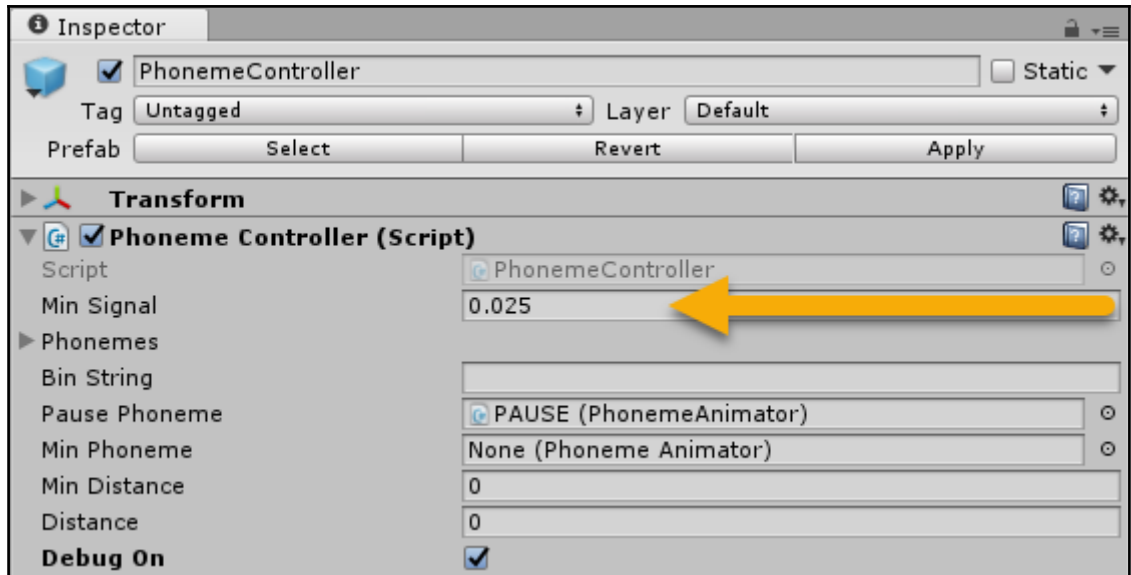 Inspector
PhonemeController Static
Tag Untagged Layer Default
Prefab Select Revert Apply
Transform
Phoneme Controller (Script)
Script PhonemeController
Min Signal 0.025
Phonemes
Bin String
Pause Phoneme PAUSE (PhonemeAnimator)
Min Phoneme None (Phoneme Animator)
Min Distance 0
Distance 0
Debug On